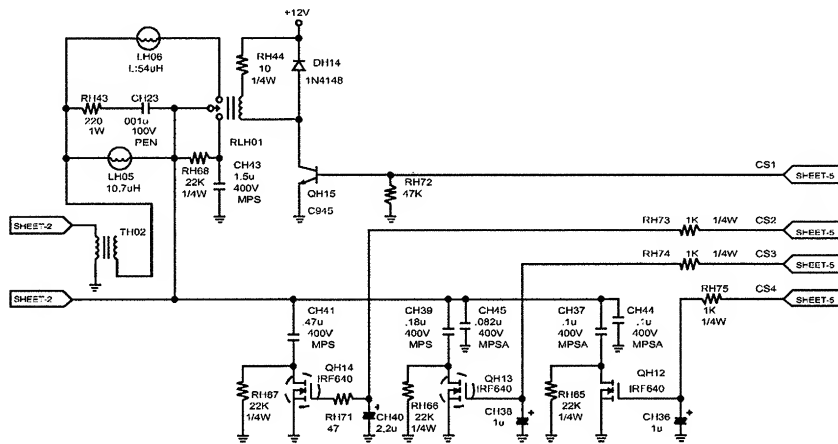 +12V
LH06
L:54uH
RH44
10
1/4W
DH14
1N4148
RH43
220
1W
CH23
001u
100V
PEN
RLH01
LH05
10.7uH
RH68
22K
1/4W
CH43
1.5u
400V
MPS
QH15
C945
RH72
47K
CS1
SHEET-5
SHEET-2
TH02
RH73
1K
1/4W
CS2
SHEET-5
RH74
1K
1/4W
CS3
SHEET-5
SHEET-2
RH75
1K
1/4W
CS4
SHEET-5
CH41
.47u
400V
MPS
CH39
.18u
400V
MPS
CH45
.082u
400V
MPSA
CH37
.1u
400V
MPSA
CH44
.1u
400V
MPSA
QH14
IRF640
QH13
IRF640
QH12
IRF640
RH67
22K
1/4W
RH71
47
CH40
2,2u
RH66
22K
1/4W
CH38
1u
RH65
22K
1/4W
CH36
1u